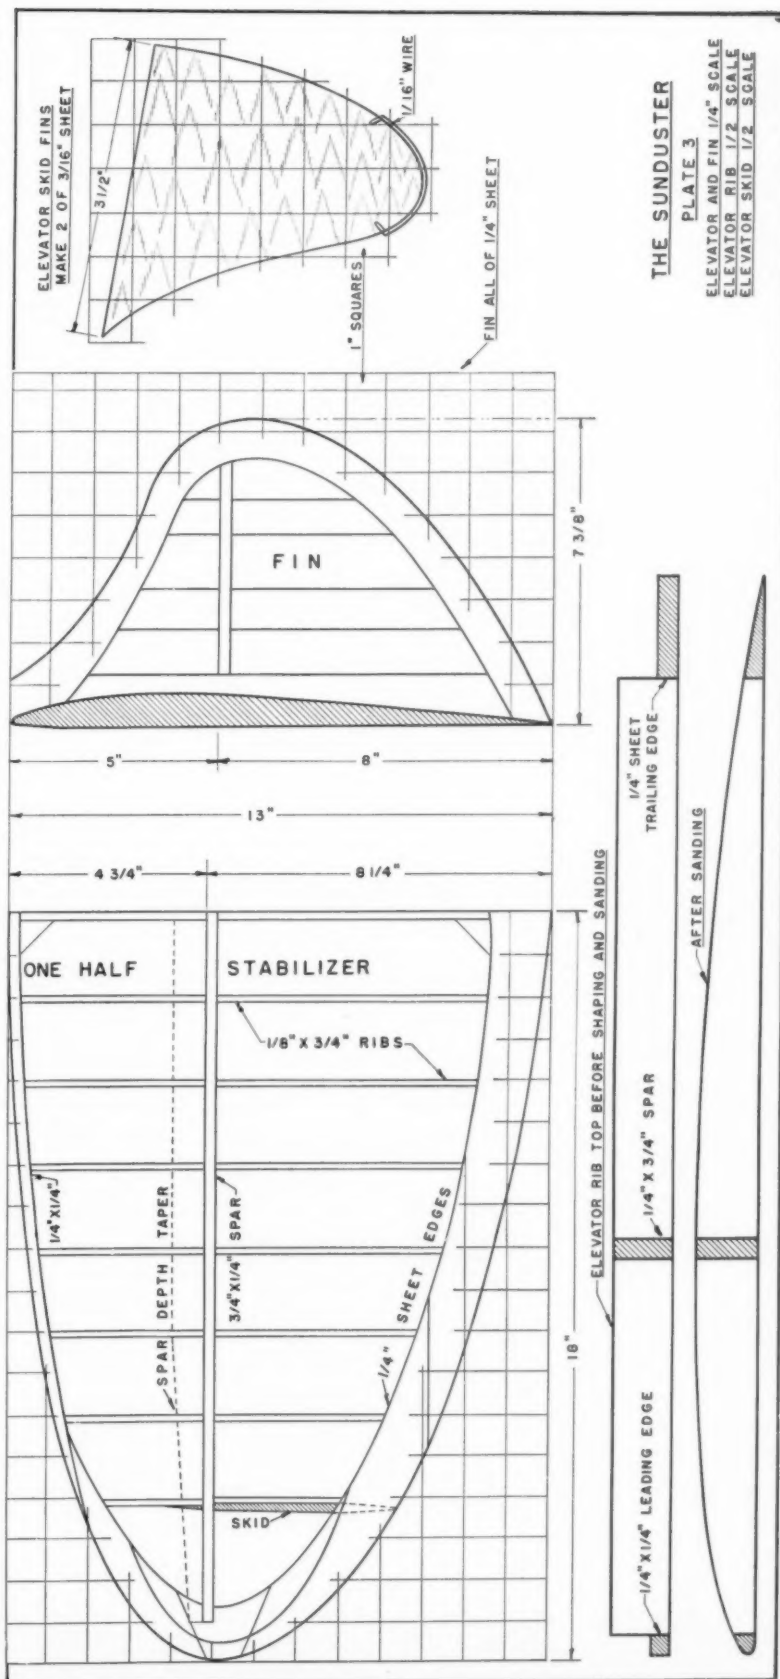 ELEVATOR SKID FINS
MAKE 2 OF 3/16" SHEET
3 1/2"
1/16" WIRE
1" SQUARES
FIN ALL OF 1/4" SHEET
THE SUNDUSTER
PLATE 3
ELEVATOR AND FIN 1/4" SCALE
ELEVATOR RIB 1/2 SCALE
ELEVATOR SKID 1/2 SCALE
FIN
7 3/8"
5"
8"
13"
4 3/4"
8 1/4"
ONE HALF STABILIZER
1/8" X 3/4" RIBS
1/4" X 1/4"
SPAR DEPTH TAPER
3/4" X 1/4" SPAR
1/4" SHEET EDGES
SKID
18"
ELEVATOR RIB TOP BEFORE SHAPING AND SANDING
1/4" X 1/4" LEADING EDGE
1/4" X 3/4" SPAR
1/4" SHEET
TRAILING EDGE
AFTER SANDING